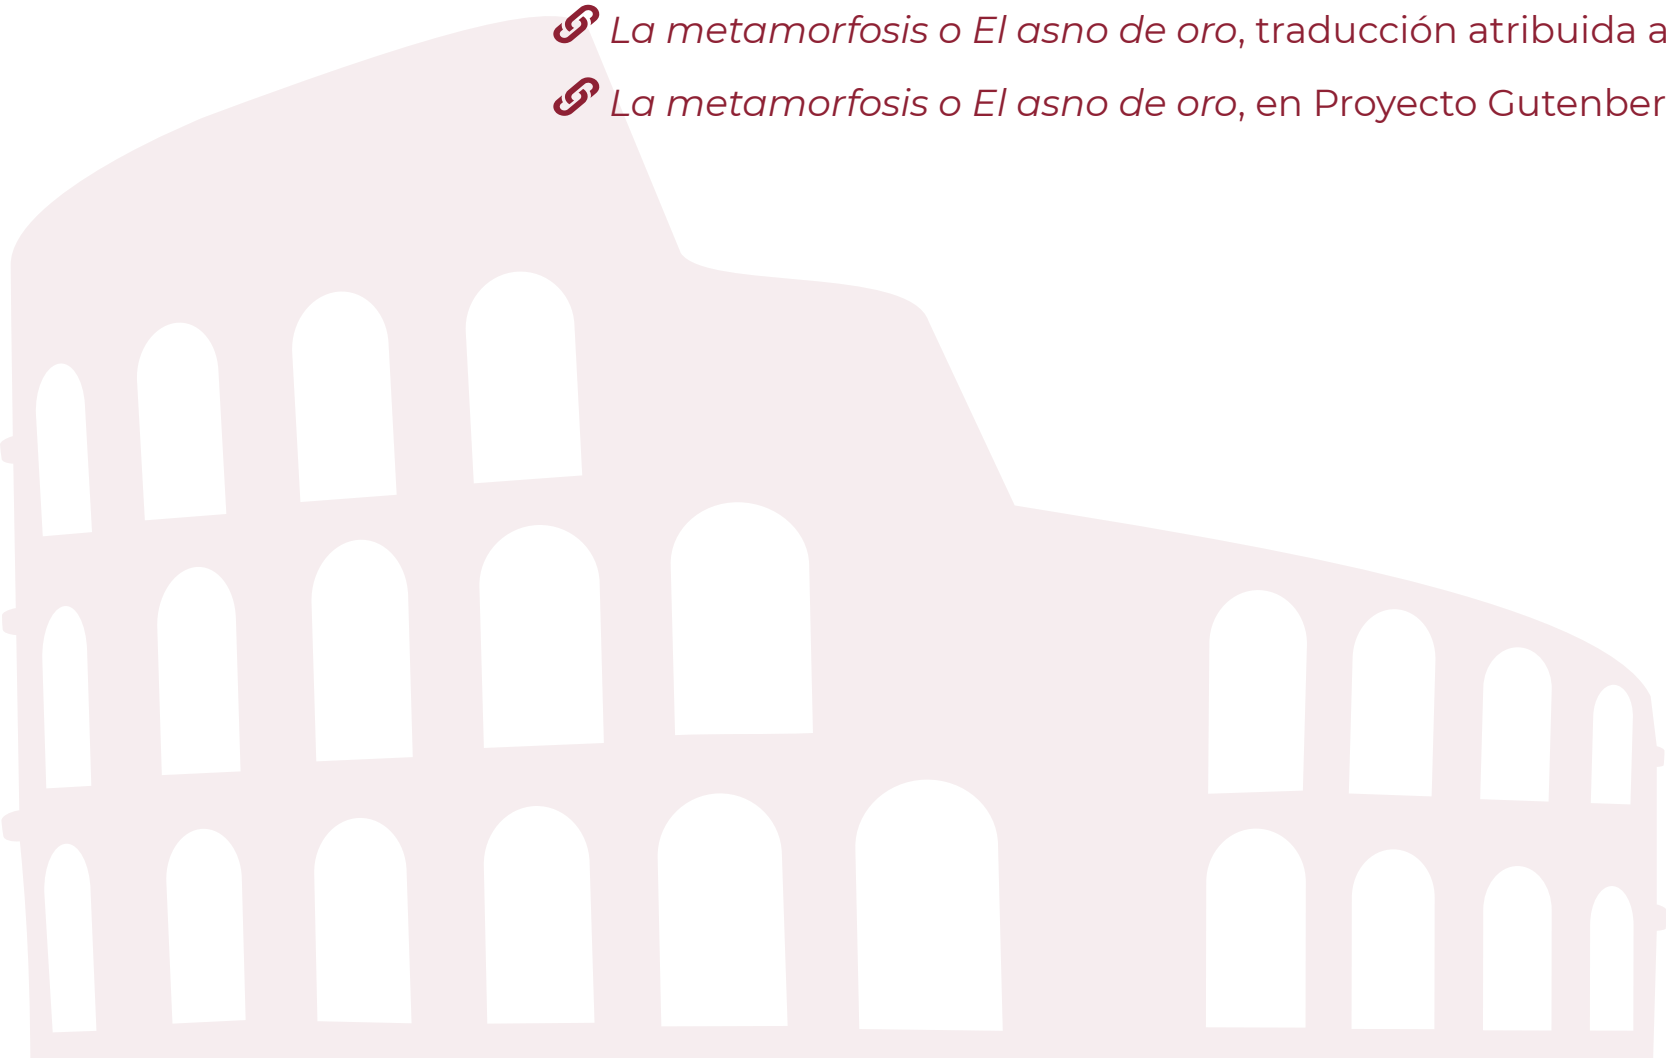 La metamorfosis o El asno de oro, traducción atribuida a
La metamorfosis o El asno de oro, en Proyecto Gutenber